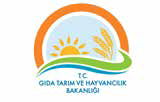 T.C.
GIDA TARIM VE HAYVANCILIK
BAKANLIĞI